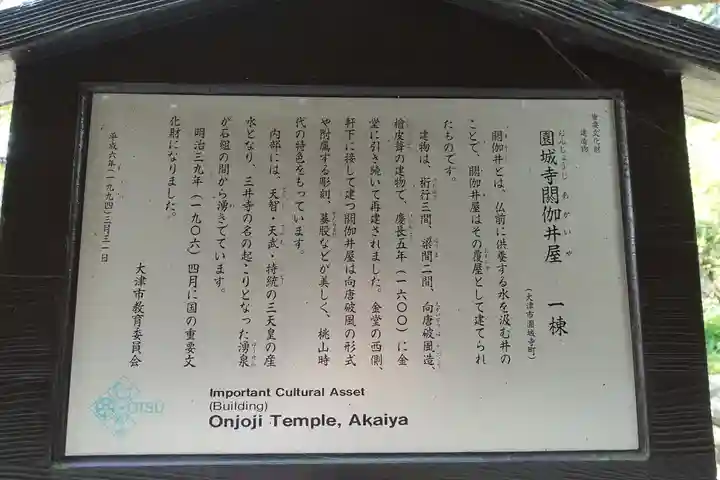 重要文化財
建造物
園城寺閼伽井屋 一棟
おんじょうじ あかいや
(大津市園城寺町)
閼伽井とは、仏前に供養する水を汲む井の
ことで、閼伽井屋はその覆屋として建てられ
たものです。
建物は、桁行三間、梁間二間、向唐破風造、
檜皮葺の建物で、慶長五年(一六〇〇)に金
堂に引き続いて再建されました。金堂の西側、
軒下に接して建つ閼伽井屋は向唐破風の形式
や附属する彫刻、蟇股などが美しく、桃山時
代の特色をもっています。
内部には、天智・天武・持統の三天皇の産
水となり、三井寺の名の起こりとなった湧泉
が石組の間から湧きでています。
明治三九年(一九〇六)四月に国の重要文
化財になりました。
平成六年(一九九四)三月三一日
大津市教育委員会
OTSU
Important Cultural Asset
(Building)
Onjoji Temple, Akaiya